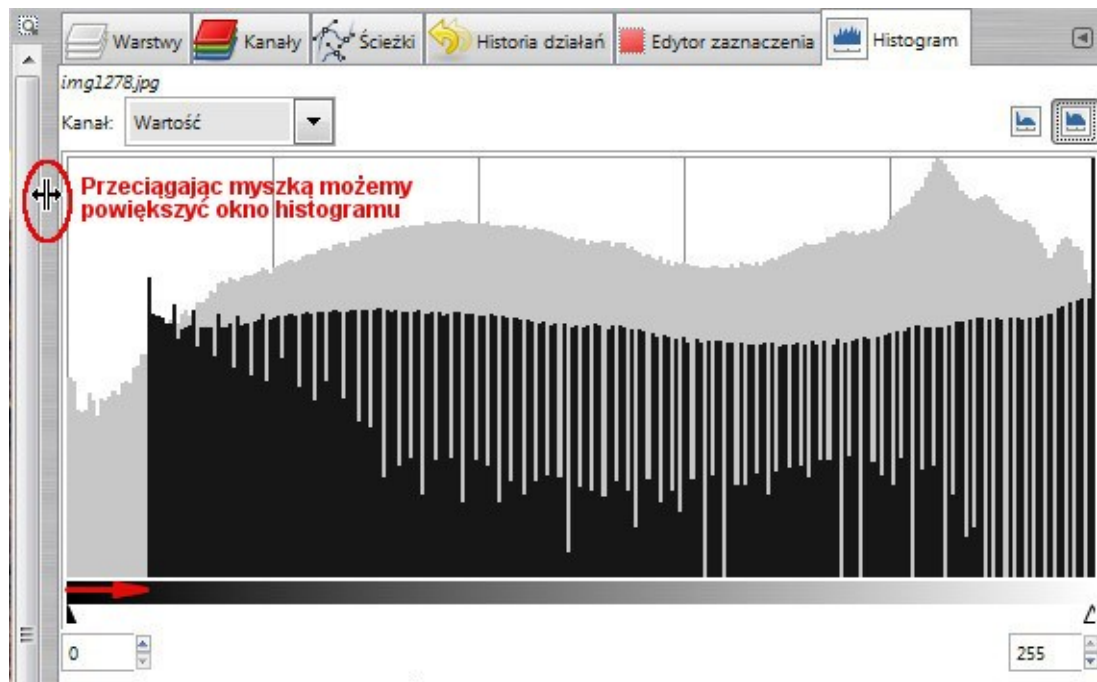 Warstwy Kanały Ścieżki Historia działań Edytor zaznaczenia Histogram
img1278.jpg
Kanał: Wartość
Przeciągając myszką możemy
powiększyć okno histogramu
0 255